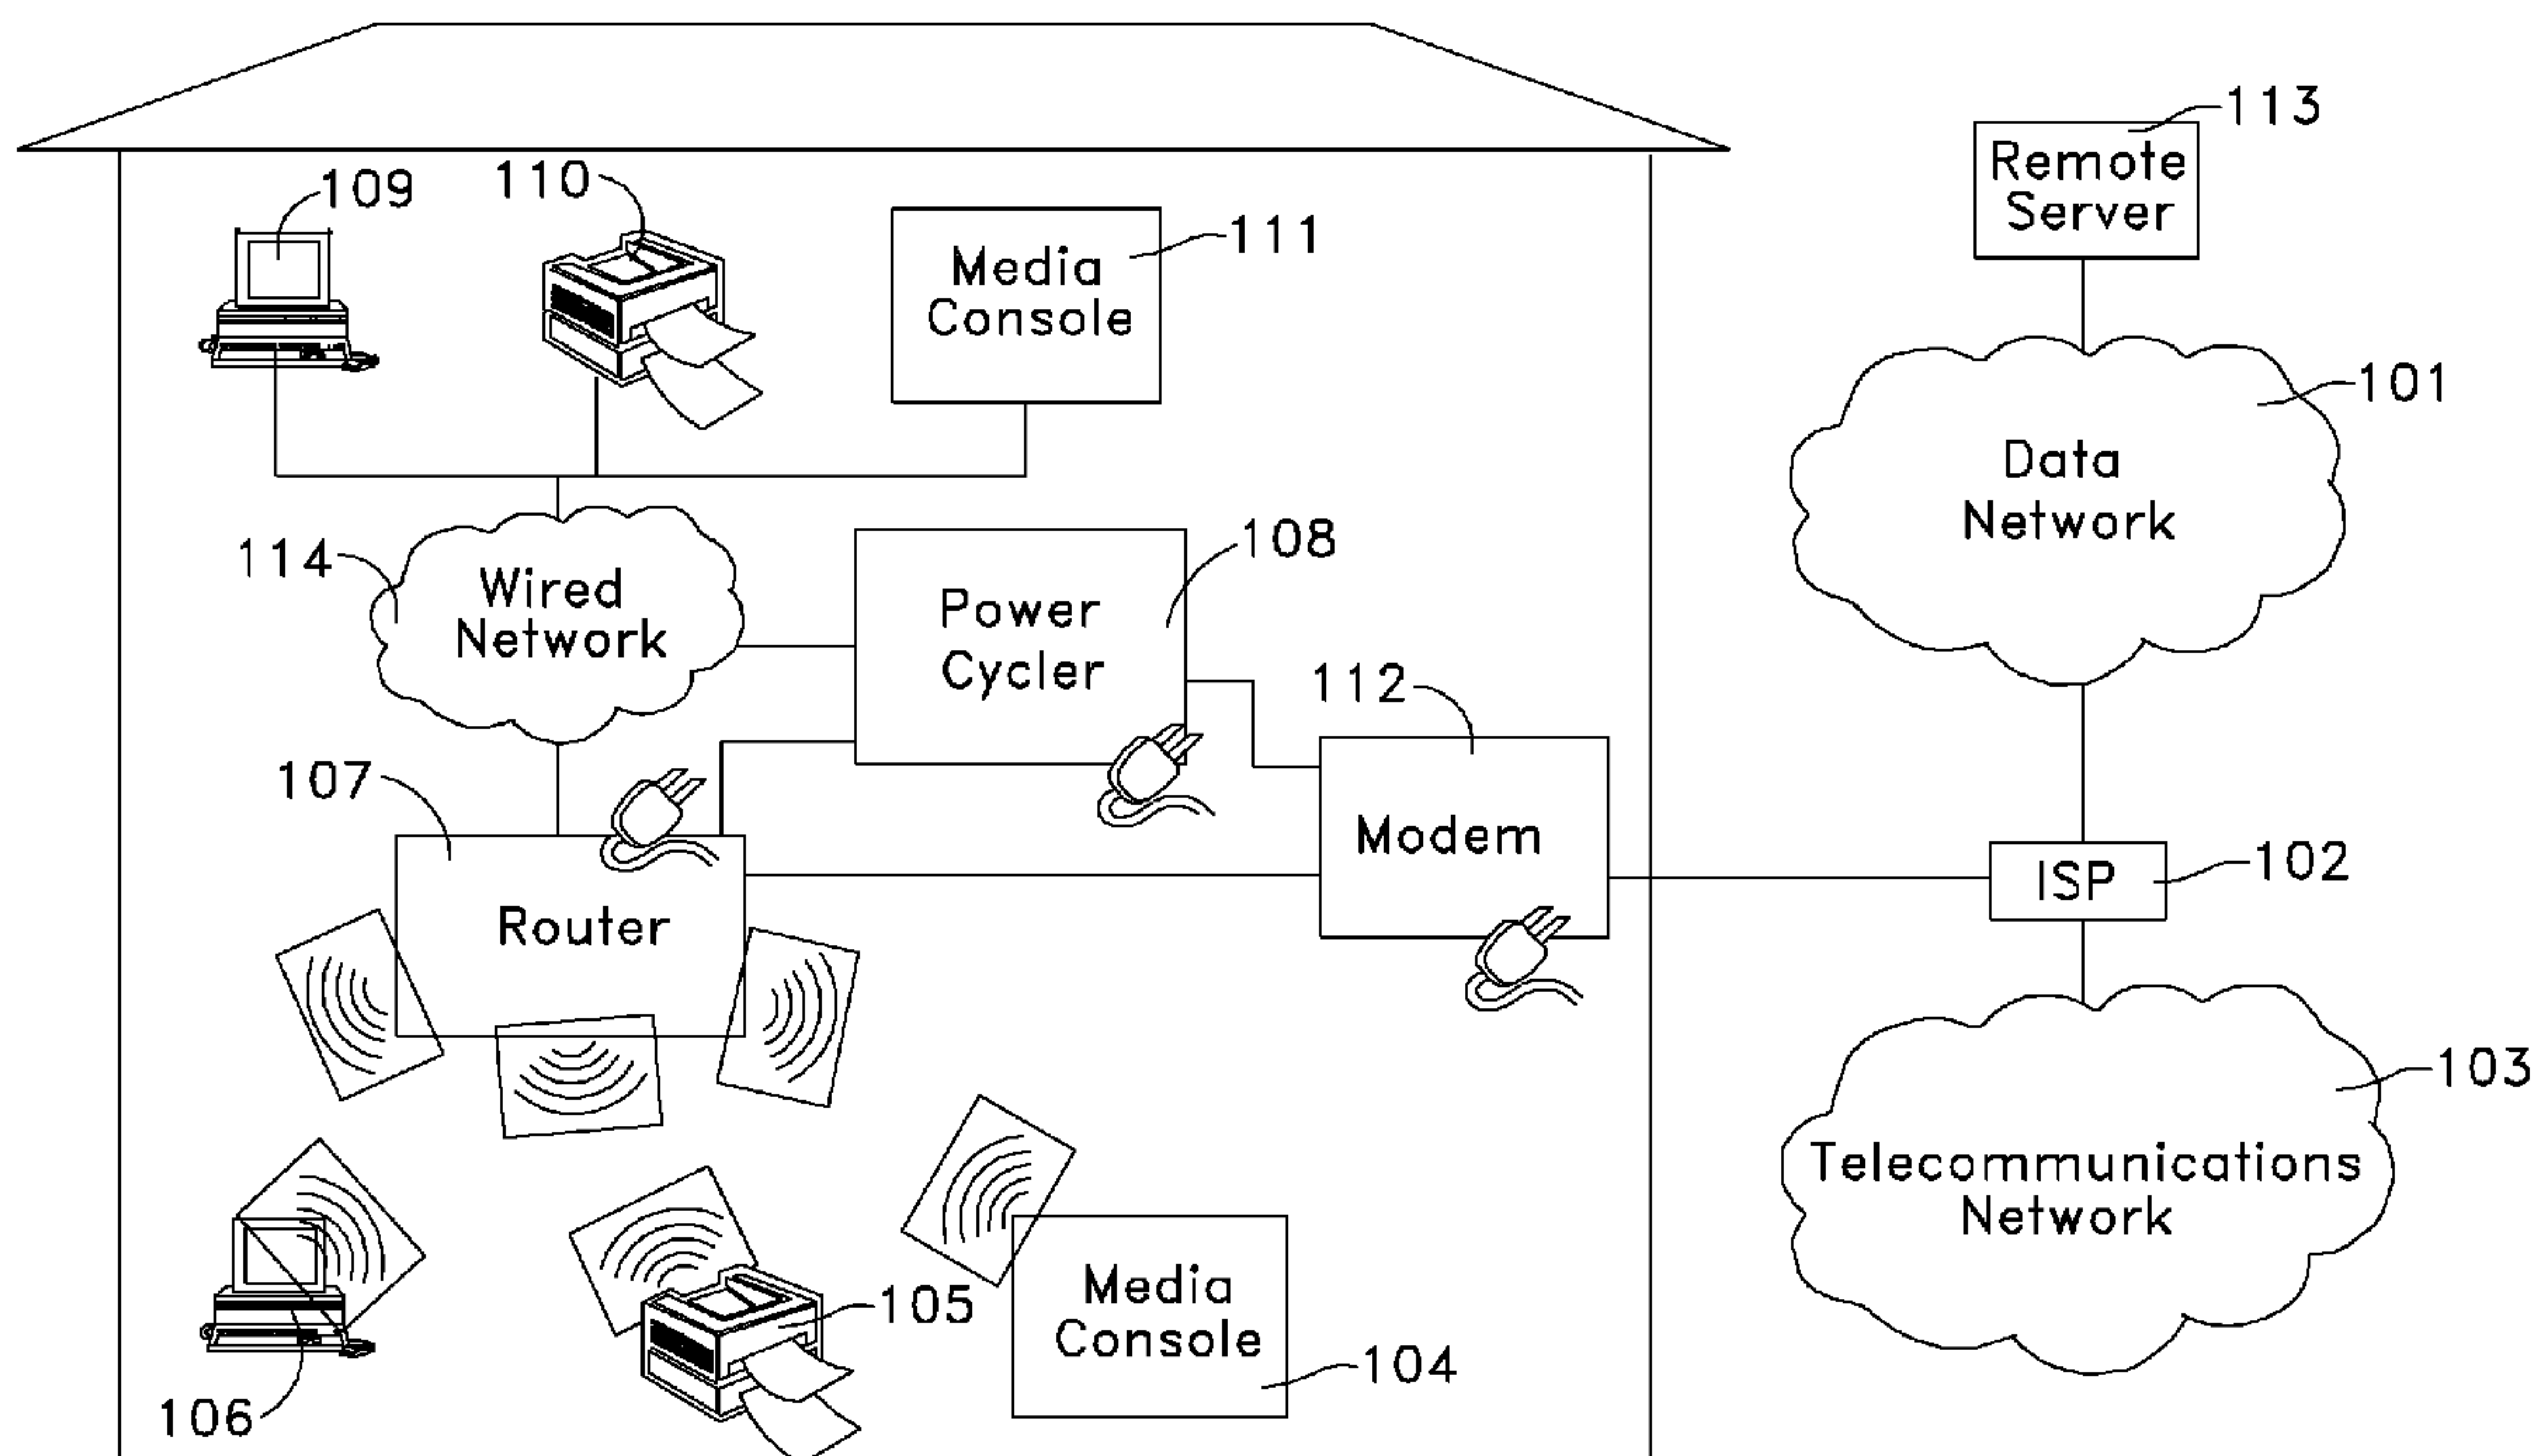 113
Remote
Server
109
110
111
Media
Console
101
Data
Network
114
Wired
Network
108
Power
Cycler
112
Modem
107
Router
ISP
102
103
Telecommunications
Network
105
Media
Console
104
106